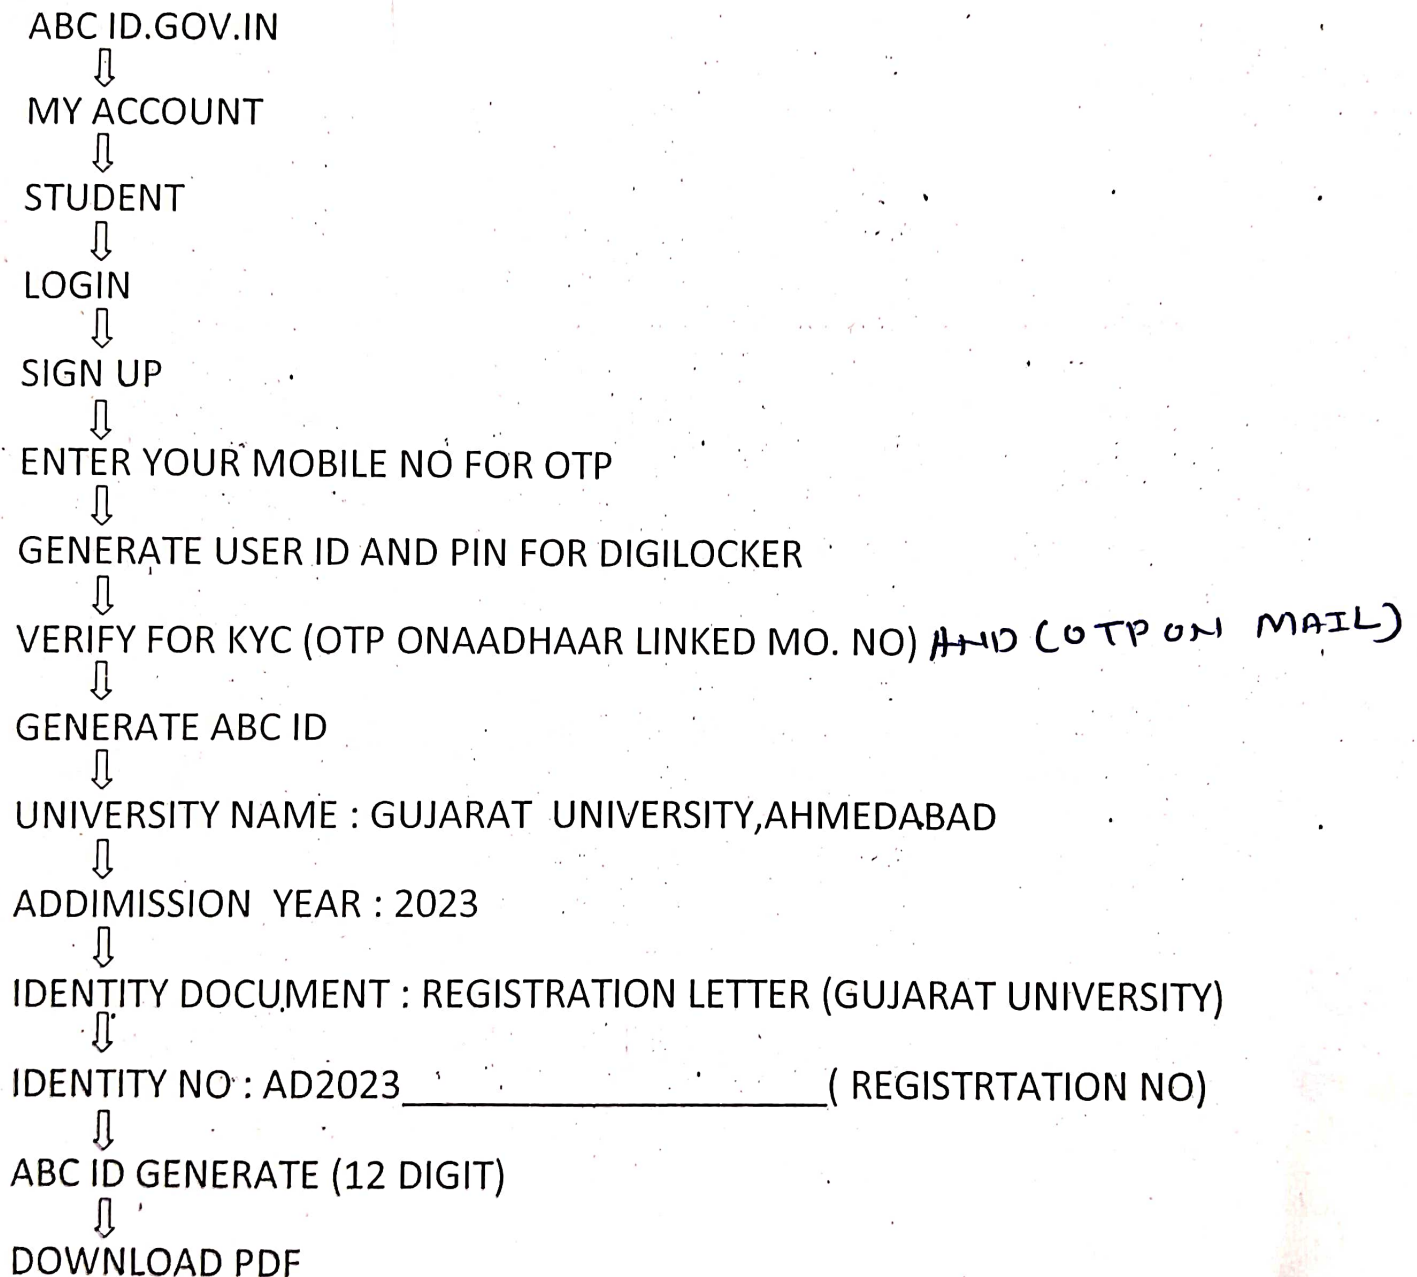 ABC ID.GOV.IN
⇩
MY ACCOUNT
⇩
STUDENT
⇩
LOGIN
⇩
SIGN UP
⇩
ENTER YOUR MOBILE NO FOR OTP
⇩
GENERATE USER ID AND PIN FOR DIGILOCKER
⇩
VERIFY FOR KYC (OTP ONAADHAAR LINKED MO. NO) AND (OTP ON MAIL)
⇩
GENERATE ABC ID
⇩
UNIVERSITY NAME : GUJARAT UNIVERSITY,AHMEDABAD
⇩
ADDIMISSION YEAR : 2023
⇩
IDENTITY DOCUMENT : REGISTRATION LETTER (GUJARAT UNIVERSITY)
⇩
IDENTITY NO : AD2023____________________( REGISTRTATION NO)
⇩
ABC ID GENERATE (12 DIGIT)
⇩
DOWNLOAD PDF